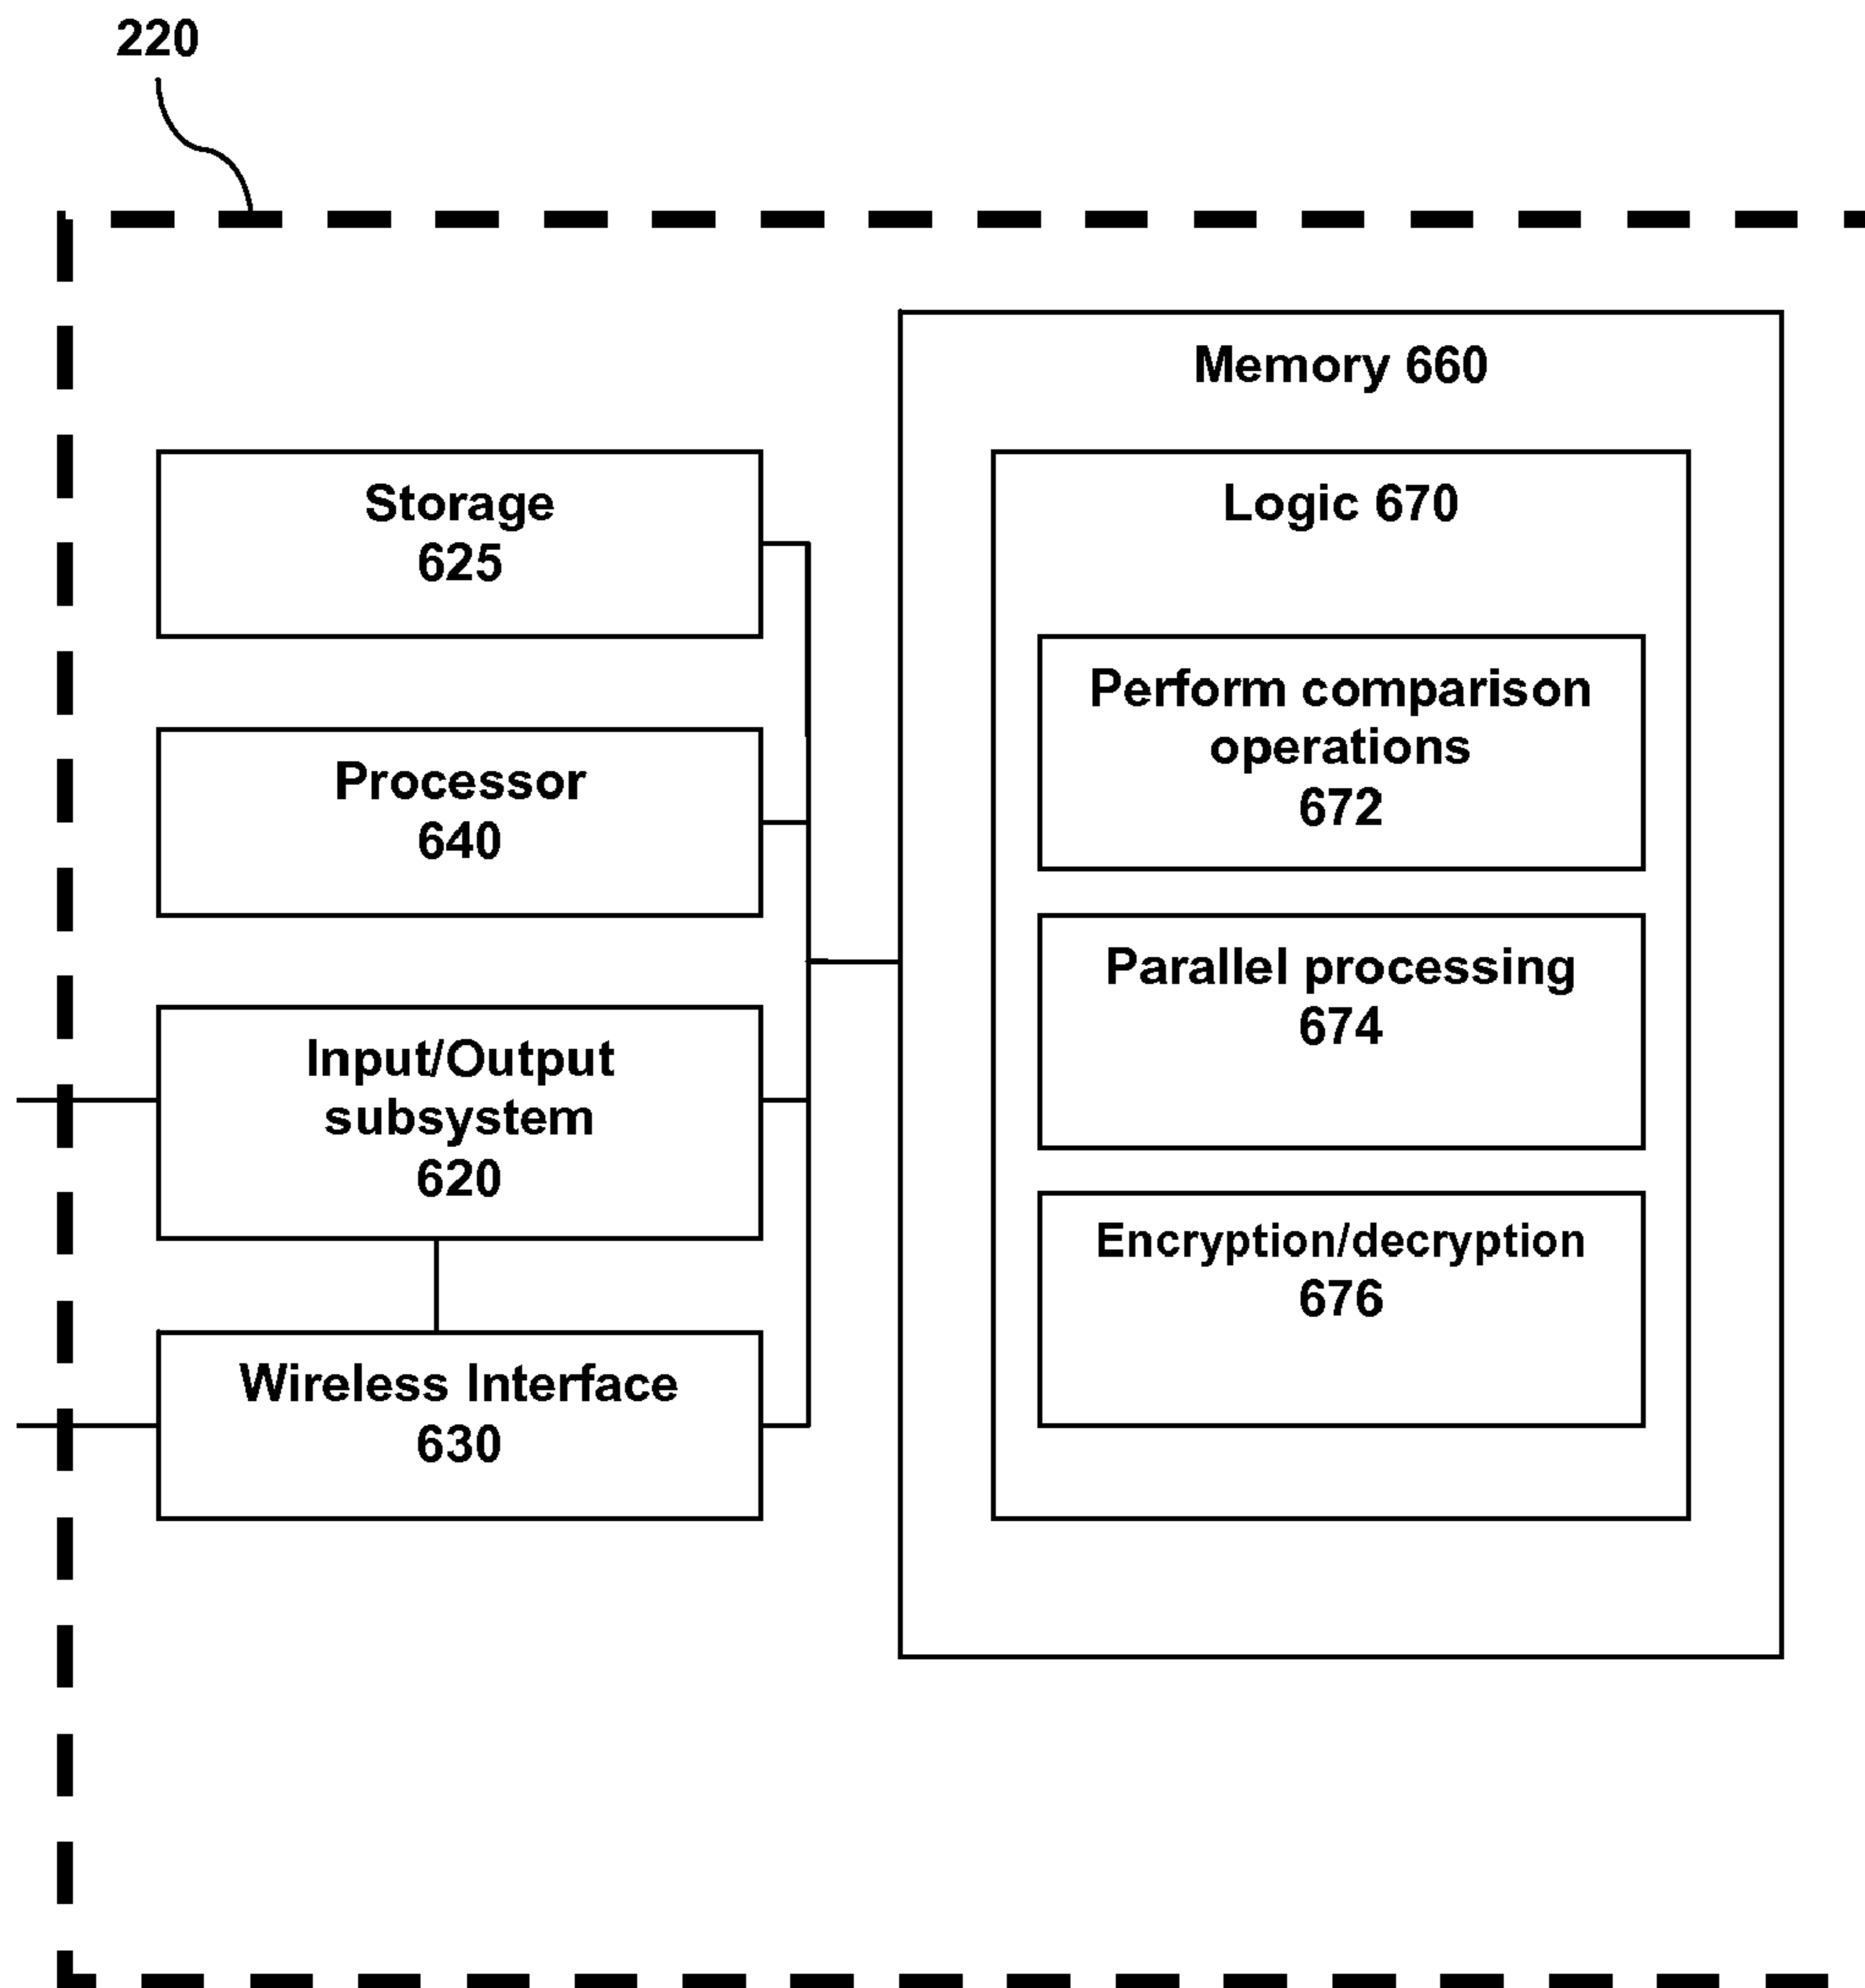 220
Memory 660
Storage
625
Logic 670
Perform comparison
operations
672
Processor
640
Parallel processing
674
Input/Output
subsystem
620
Encryption/decryption
676
Wireless Interface
630